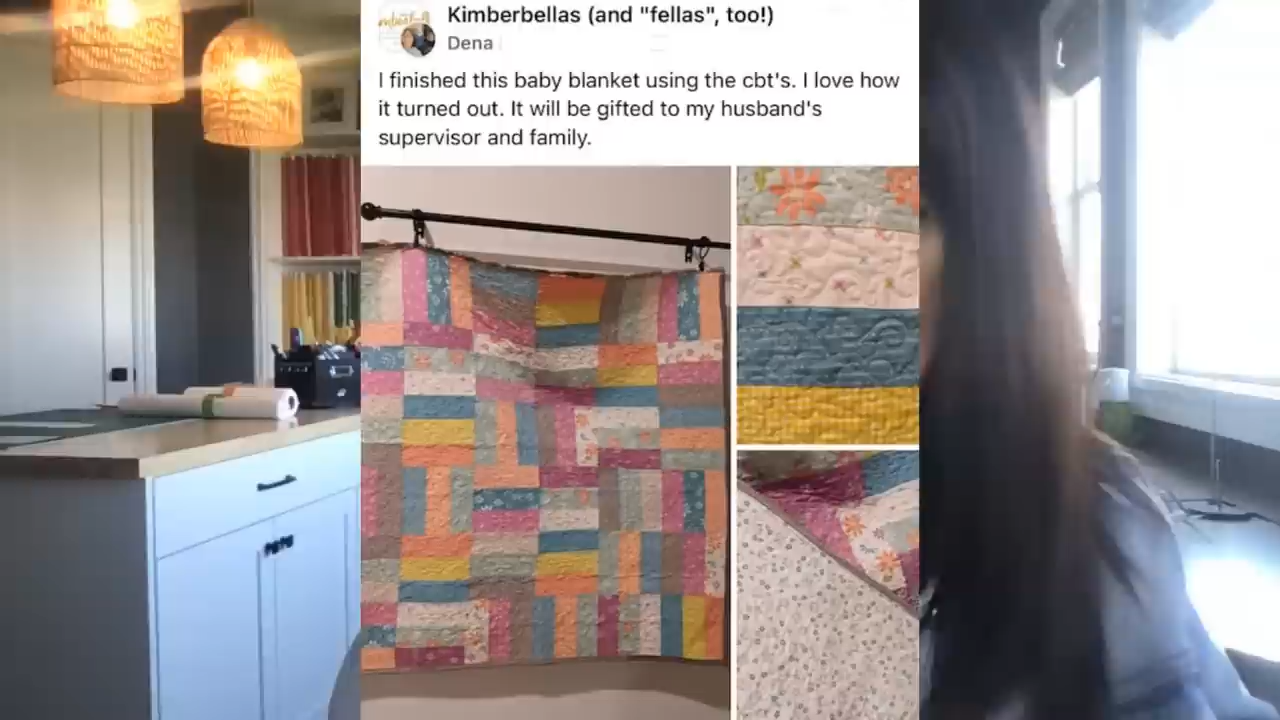 Kimberbellas (and "fellas", too!)
Dena
I finished this baby blanket using the cbt's. I love how
it turned out. It will be gifted to my husband's
supervisor and family.